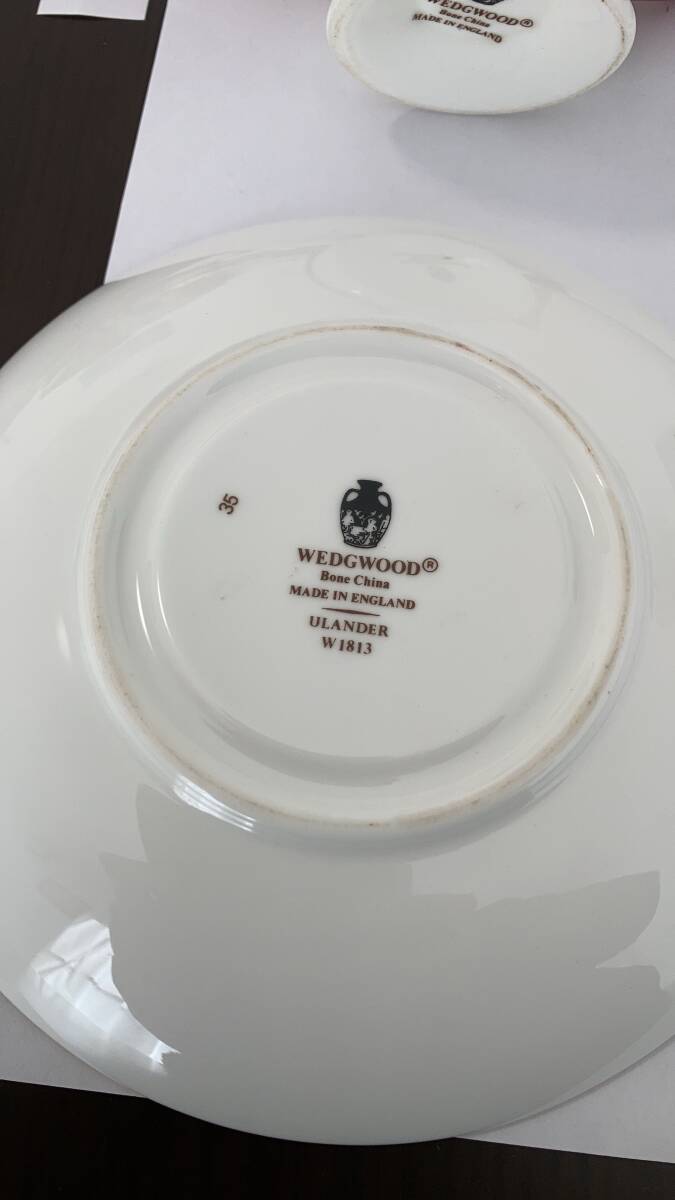 WEDGWOOD®
Bone China
MADE IN ENGLAND
35
WEDGWOOD®
Bone China
MADE IN ENGLAND
ULANDER
W1813